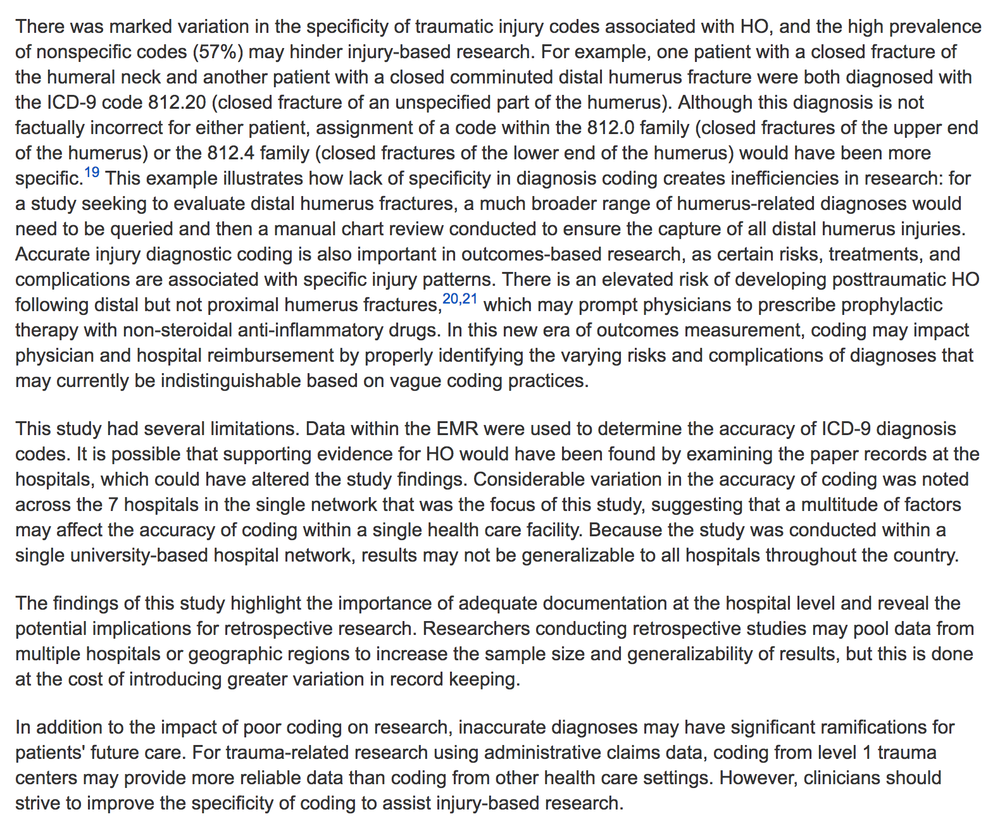 There was marked variation in the specificity of traumatic injury codes associated with HO, and the high prevalence
of nonspecific codes (57%) may hinder injury-based research. For example, one patient with a closed fracture of
the humeral neck and another patient with a closed comminuted distal humerus fracture were both diagnosed with
the ICD-9 code 812.20 (closed fracture of an unspecified part of the humerus). Although this diagnosis is not
factually incorrect for either patient, assignment of a code within the 812.0 family (closed fractures of the upper end
of the humerus) or the 812.4 family (closed fractures of the lower end of the humerus) would have been more
specific.19 This example illustrates how lack of specificity in diagnosis coding creates inefficiencies in research: for
a study seeking to evaluate distal humerus fractures, a much broader range of humerus-related diagnoses would
need to be queried and then a manual chart review conducted to ensure the capture of all distal humerus injuries.
Accurate injury diagnostic coding is also important in outcomes-based research, as certain risks, treatments, and
complications are associated with specific injury patterns. There is an elevated risk of developing posttraumatic HO
following distal but not proximal humerus fractures,20,21 which may prompt physicians to prescribe prophylactic
therapy with non-steroidal anti-inflammatory drugs. In this new era of outcomes measurement, coding may impact
physician and hospital reimbursement by properly identifying the varying risks and complications of diagnoses that
may currently be indistinguishable based on vague coding practices.
This study had several limitations. Data within the EMR were used to determine the accuracy of ICD-9 diagnosis
codes. It is possible that supporting evidence for HO would have been found by examining the paper records at the
hospitals, which could have altered the study findings. Considerable variation in the accuracy of coding was noted
across the 7 hospitals in the single network that was the focus of this study, suggesting that a multitude of factors
may affect the accuracy of coding within a single health care facility. Because the study was conducted within a
single university-based hospital network, results may not be generalizable to all hospitals throughout the country.
The findings of this study highlight the importance of adequate documentation at the hospital level and reveal the
potential implications for retrospective research. Researchers conducting retrospective studies may pool data from
multiple hospitals or geographic regions to increase the sample size and generalizability of results, but this is done
at the cost of introducing greater variation in record keeping.
In addition to the impact of poor coding on research, inaccurate diagnoses may have significant ramifications for
patients' future care. For trauma-related research using administrative claims data, coding from level 1 trauma
centers may provide more reliable data than coding from other health care settings. However, clinicians should
strive to improve the specificity of coding to assist injury-based research.